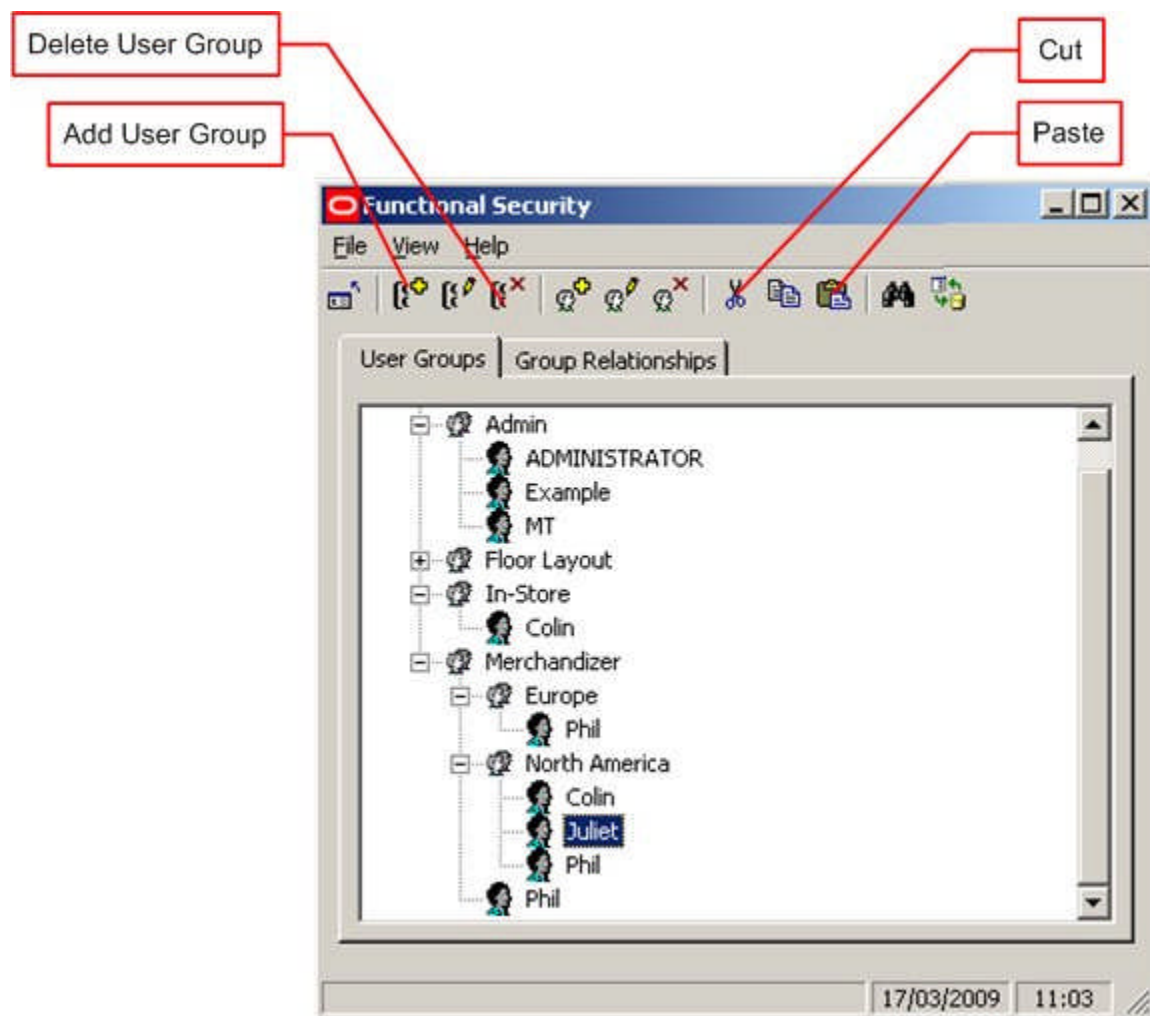 Delete User Group
Cut
Add User Group
Paste
Functional Security
File View Help
User Groups Group Relationships
Admin
ADMINISTRATOR
Example
MT
Floor Layout
In-Store
Colin
Merchandizer
Europe
Phil
North America
Colin
Juliet
Phil
Phil
17/03/2009 11:03